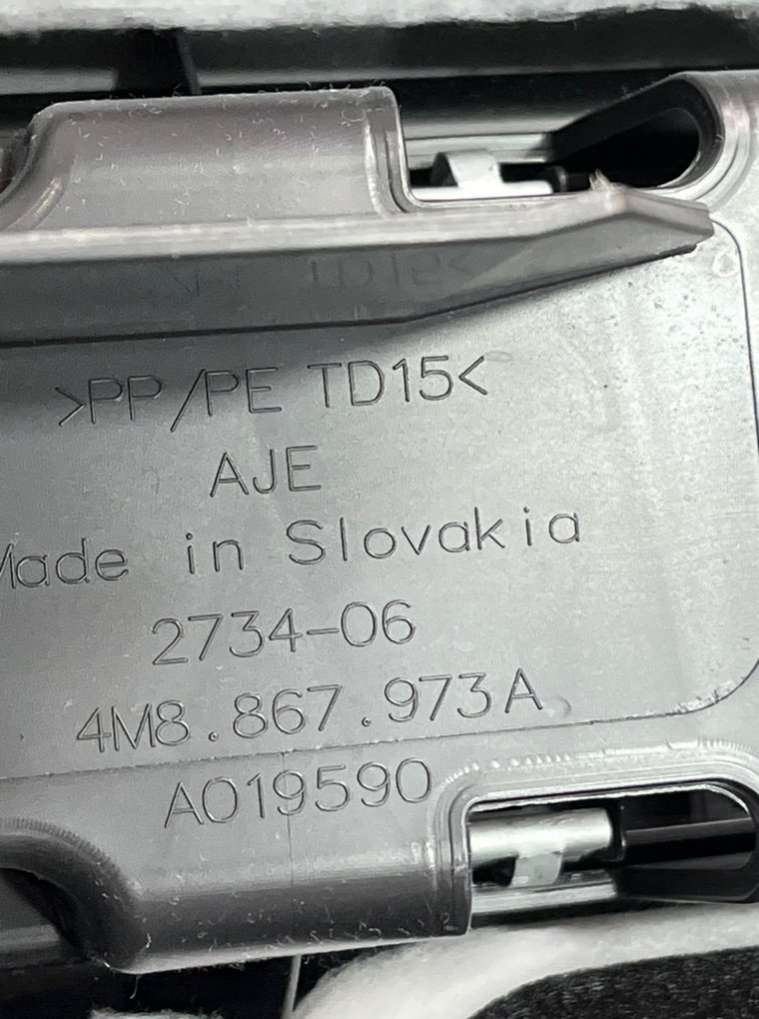 >PP/PE TD15<
AJE
Made in Slovakia
2734-06
4M8.867.973A
A019590